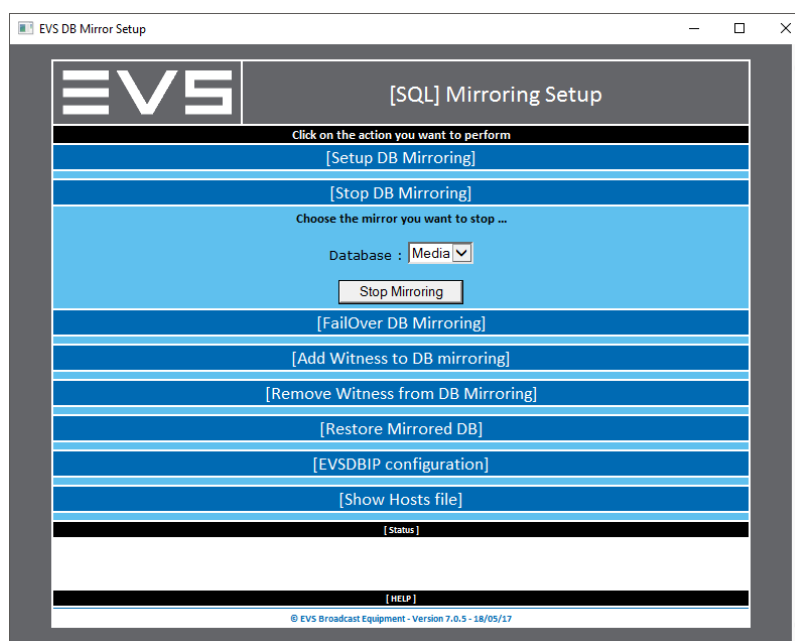 EVS DB Mirror Setup
EVS
[SQL] Mirroring Setup
Click on the action you want to perform
[Setup DB Mirroring]
[Stop DB Mirroring]
Choose the mirror you want to stop ...
Database : Media
Stop Mirroring
[FailOver DB Mirroring]
[Add Witness to DB mirroring]
[Remove Witness from DB Mirroring]
[Restore Mirrored DB]
[EVSDBIP configuration]
[Show Hosts file]
[ Status ]
[ HELP ]
© EVS Broadcast Equipment - Version 7.0.5 - 18/05/17